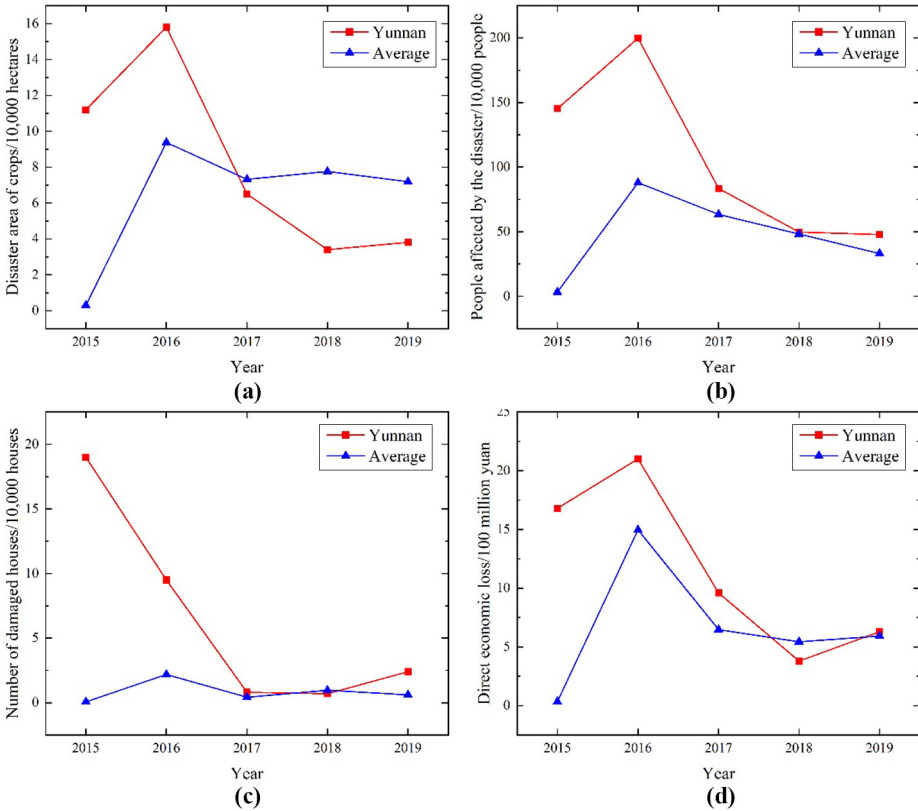 Disaster area of crops/10,000 hectares
16
14
12
10
8
6
4
2
0
Yunnan
Average
2015 2016 2017 2018 2019
Year
(a)
People affected by the disaster/10,000 people
200
150
100
50
0
Yunnan
Average
2015 2016 2017 2018 2019
Year
(b)
Number of damaged houses/10,000 houses
20
15
10
5
0
Yunnan
Average
2015 2016 2017 2018 2019
Year
(c)
Direct economic loss/100 million yuan
25
20
15
10
5
0
Yunnan
Average
2015 2016 2017 2018 2019
Year
(d)